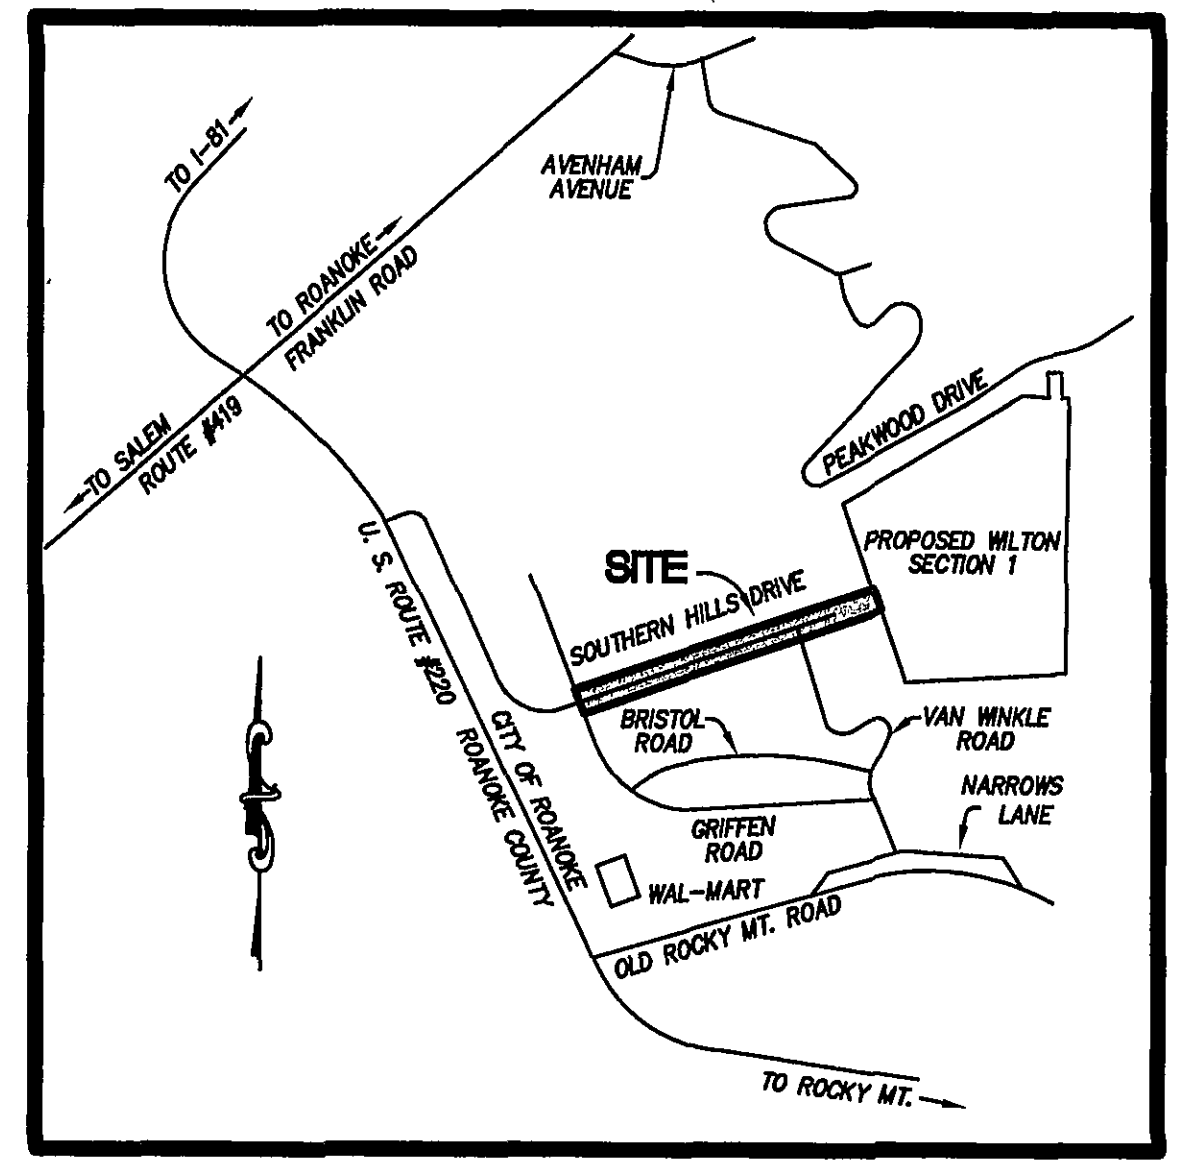 TO I-81
AVENHAM
AVENUE
TO ROANOKE
FRANKLIN ROAD
TO SALEM
ROUTE #419
PEAKWOOD DRIVE
PROPOSED WILTON
SECTION 1
SITE
SOUTHERN HILLS DRIVE
U. S. ROUTE #220
ROANOKE COUNTY
CITY OF ROANOKE
BRISTOL
ROAD
VAN WINKLE
ROAD
NARROWS
LANE
GRIFFEN
ROAD
WAL-MART
OLD ROCKY MT. ROAD
TO ROCKY MT.